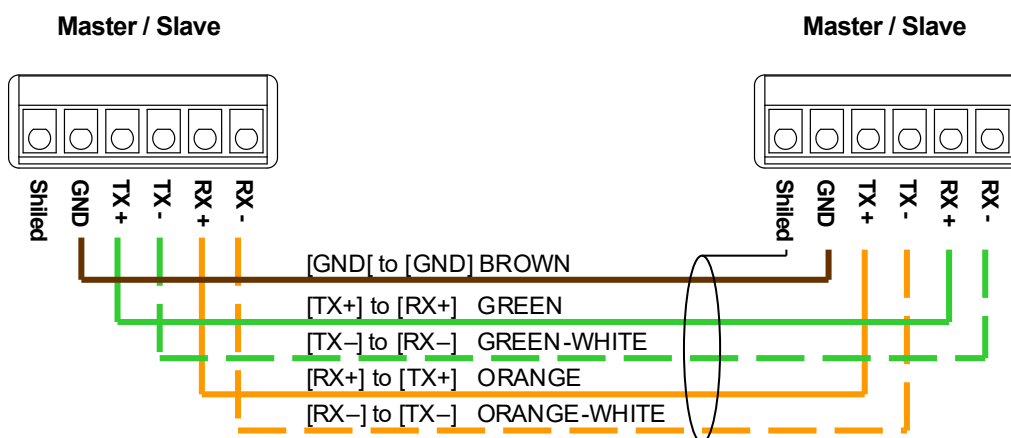 Master / Slave
Master / Slave
Shiled
GND
TX +
TX -
RX +
RX -
Shiled
GND
TX +
TX -
RX +
RX -
[GND[ to [GND] BROWN
[TX+] to [RX+] GREEN
[TX–] to [RX–] GREEN-WHITE
[RX+] to [TX+] ORANGE
[RX–] to [TX–] ORANGE-WHITE